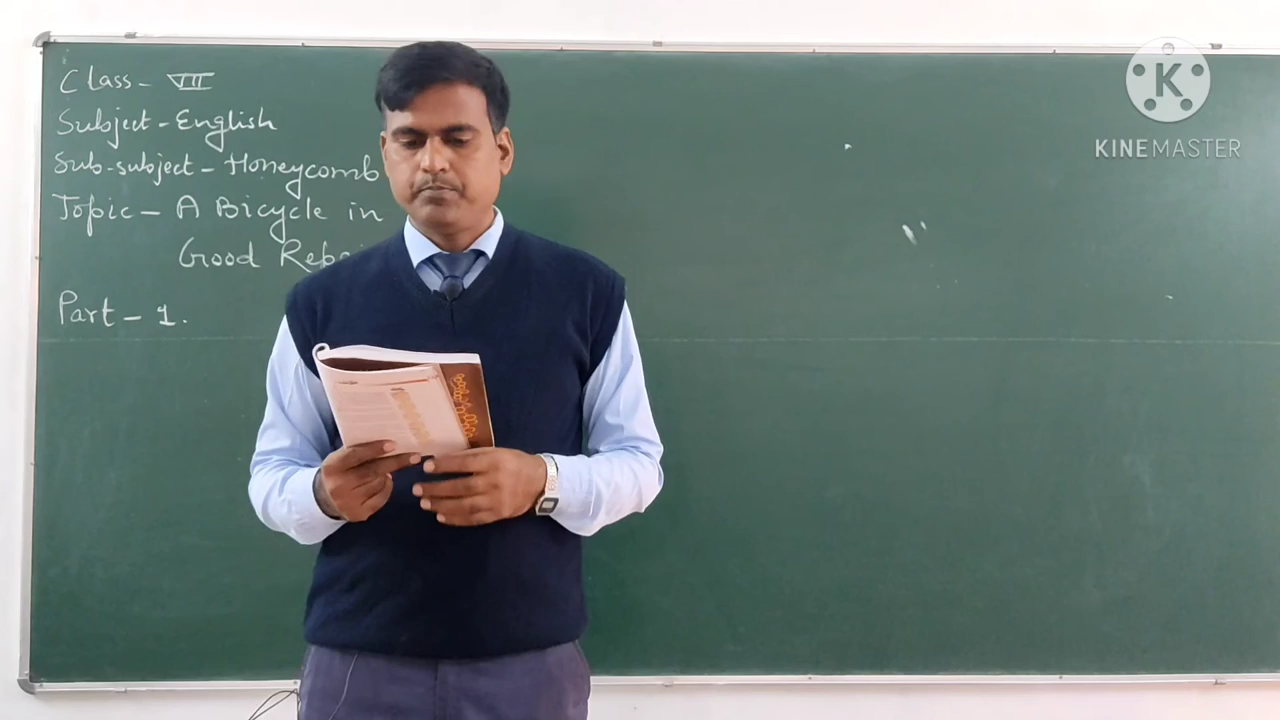 Class - VII
Subject - English
Sub-subject - Honeycomb
Topic - A Bicycle in
Good
Part - 1.
K
KINEMASTER